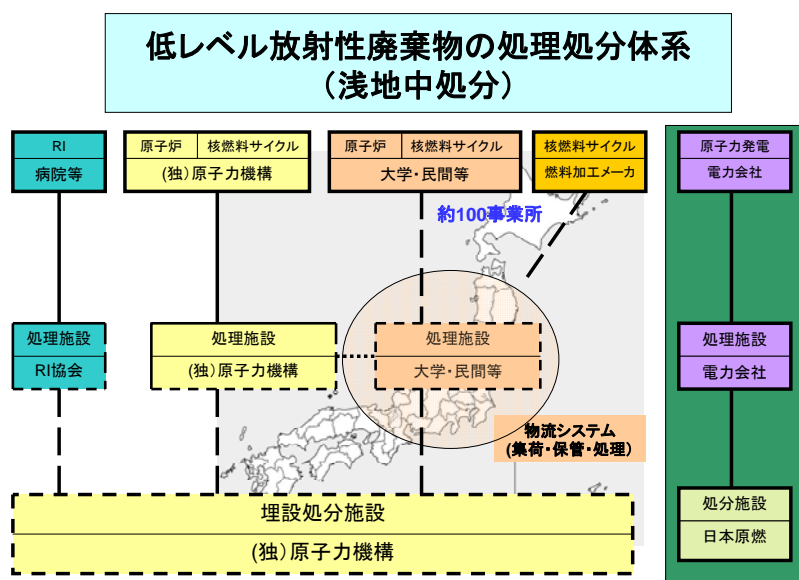 低レベル放射性廃棄物の処理処分体系
（浅地中処分）
RI
病院等
原子炉 核燃料サイクル
(独）原子力機構
原子炉 核燃料サイクル
大学・民間等
核燃料サイクル
燃料加工メーカ
原子力発電
電力会社
約100事業所
処理施設
RI協会
処理施設
(独）原子力機構
処理施設
大学・民間等
処理施設
電力会社
物流システム
(集荷・保管・処理）
埋設処分施設
(独）原子力機構
処分施設
日本原燃